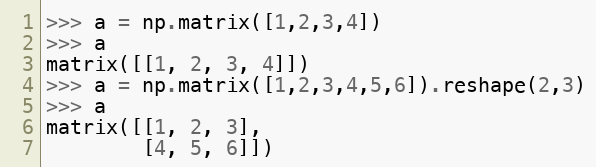 1 >>> a = np.matrix([1,2,3,4])
2 >>> a
3 matrix([[1, 2, 3, 4]])
4 >>> a = np.matrix([1,2,3,4,5,6]).reshape(2,3)
5 >>> a
6 matrix([[1, 2, 3],
7         [4, 5, 6]])